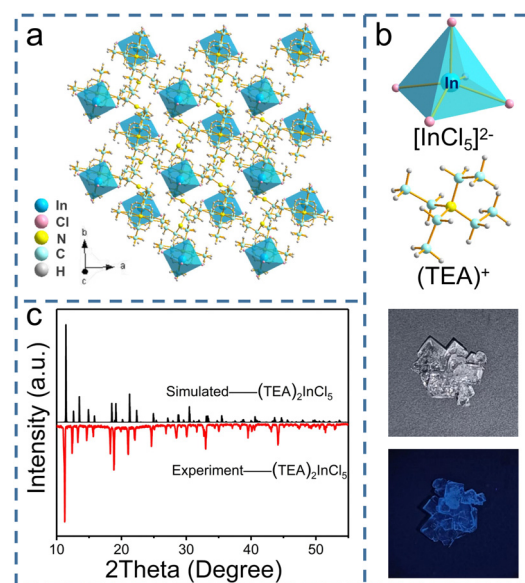 a
In
Cl
N
C
H
b
a
c
b
In
[InCl₅]²⁻
(TEA)⁺
c
Intensity (a.u.)
Simulated——(TEA)₂InCl₅
Experiment——(TEA)₂InCl₅
10 20 30 40 50
2Theta (Degree)